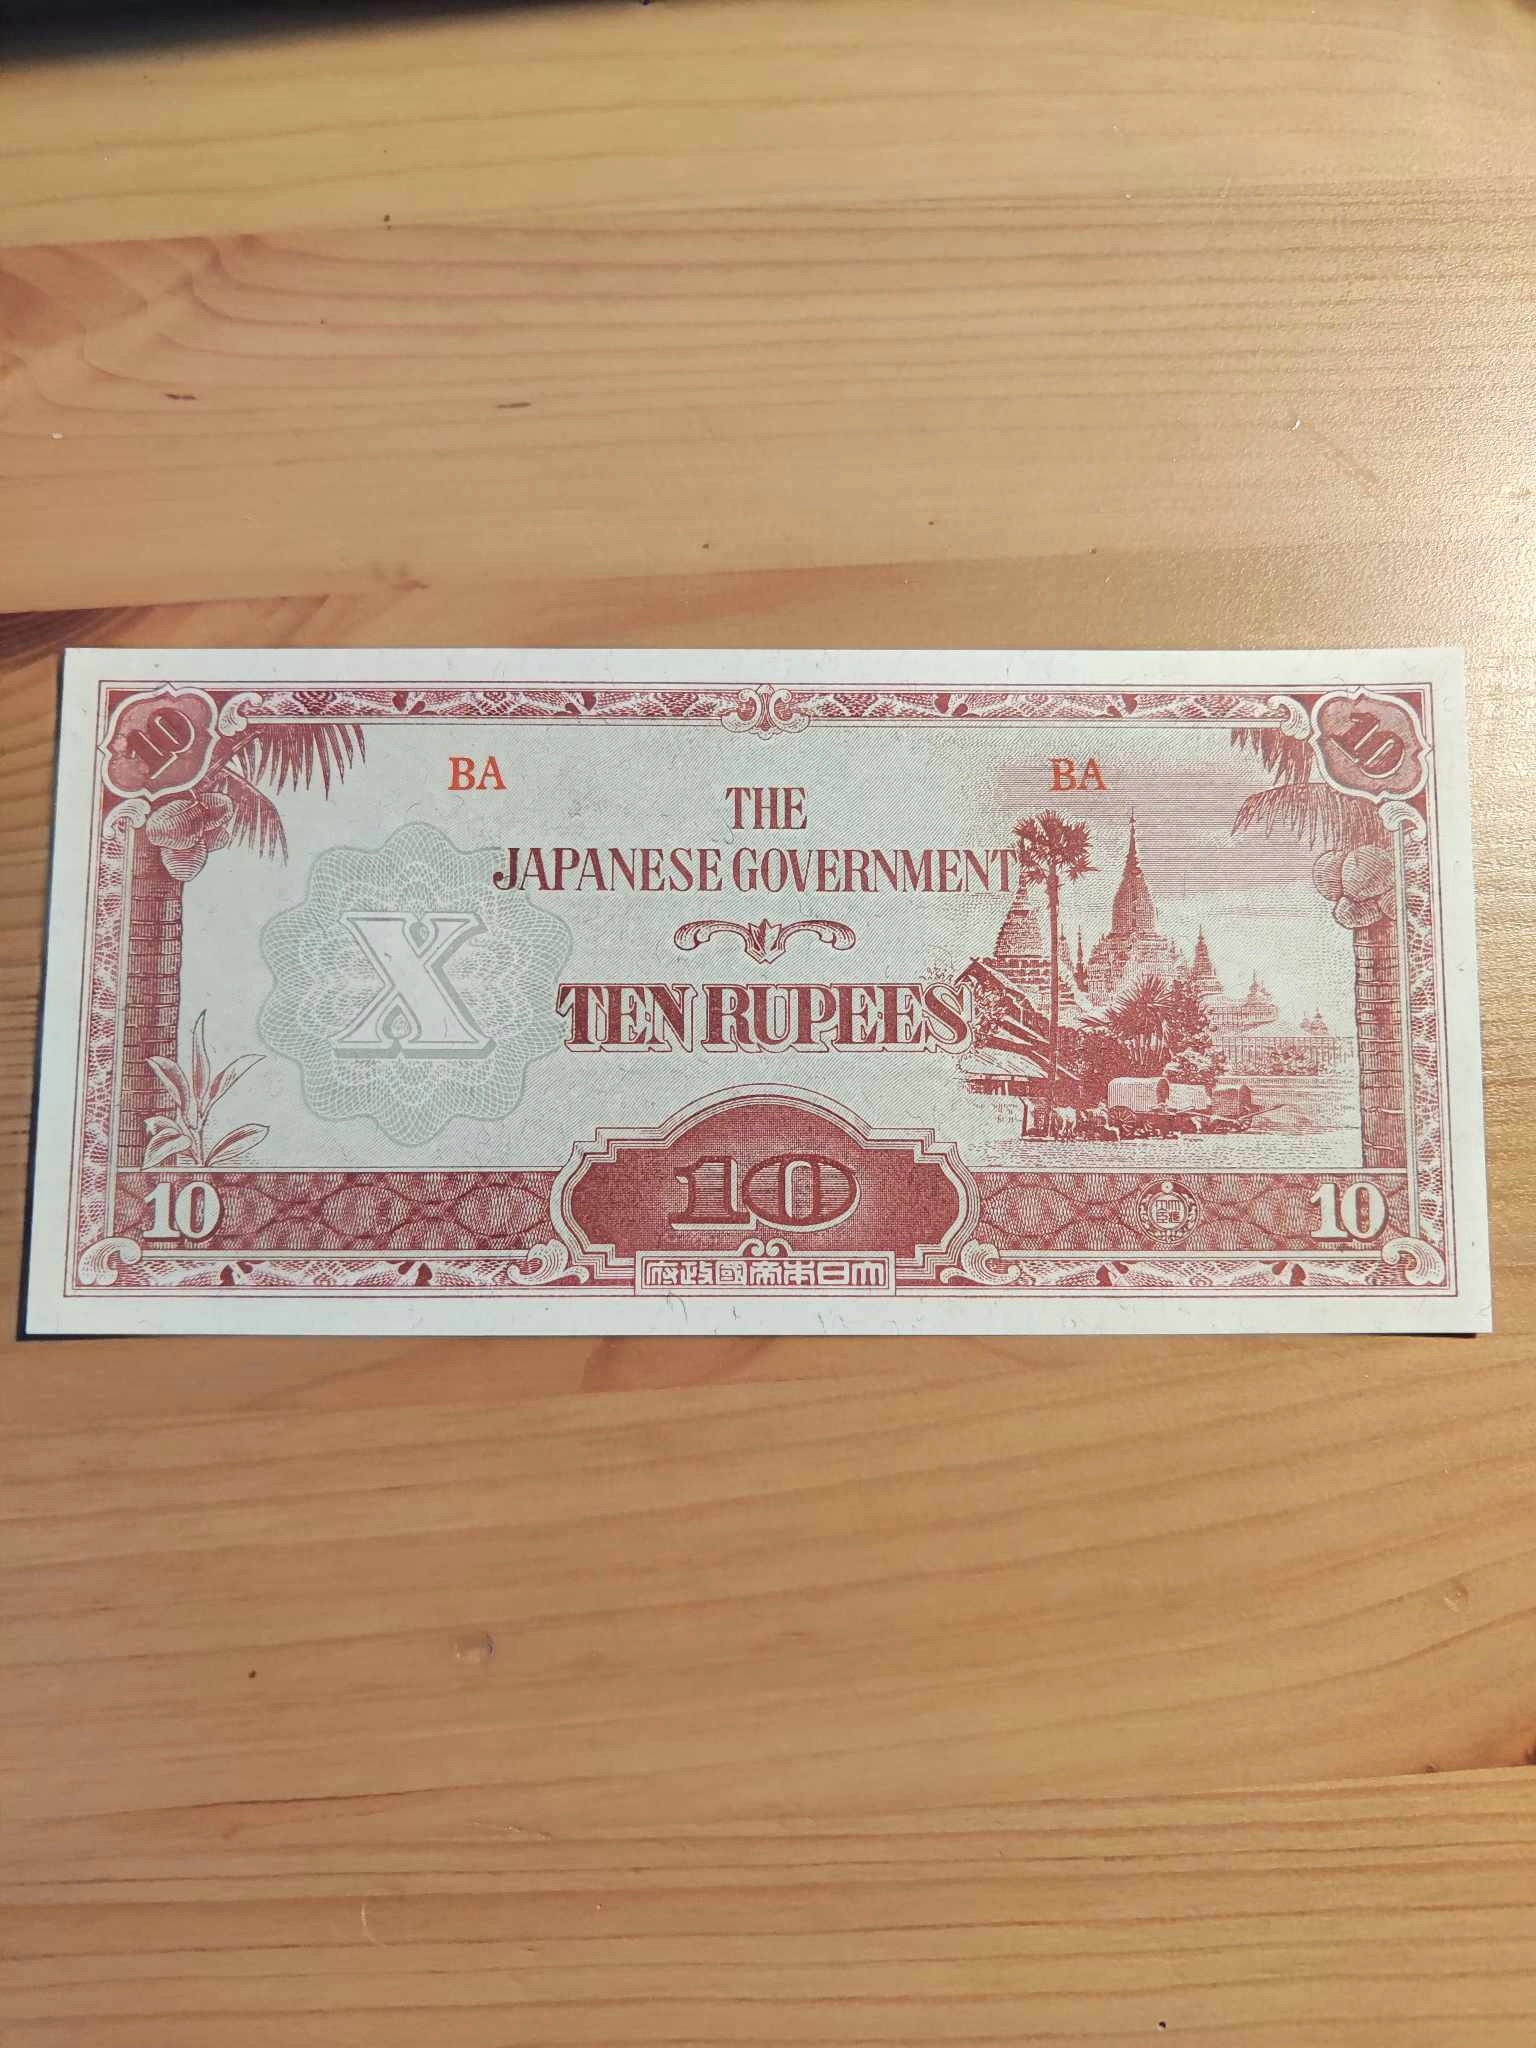 10
10
BA
BA
THE
JAPANESE GOVERNMENT
X
TEN RUPEES
10
10
10
府政國帝本日大